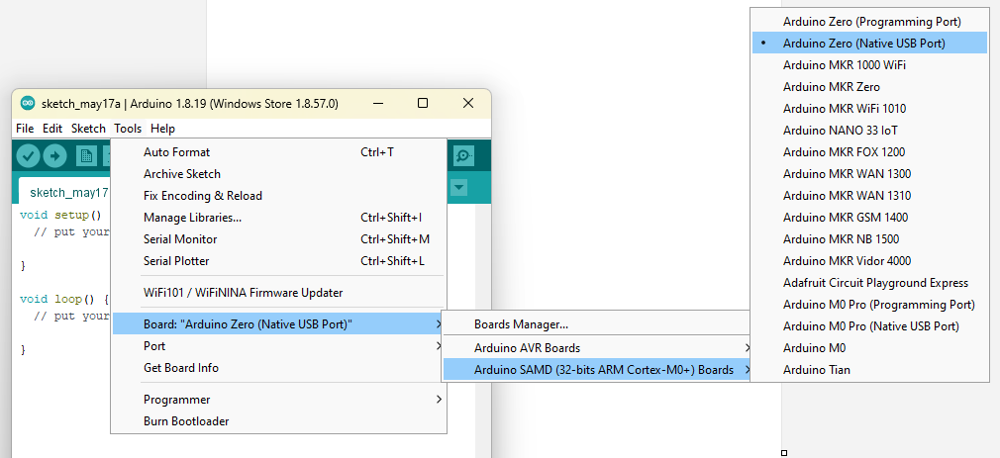 sketch_may17a | Arduino 1.8.19 (Windows Store 1.8.57.0)
File Edit Sketch Tools Help
sketch_may17
void setup()
// put your
}
void loop() {
// put your
}
Auto Format Ctrl+T
Archive Sketch
Fix Encoding & Reload
Manage Libraries... Ctrl+Shift+I
Serial Monitor Ctrl+Shift+M
Serial Plotter Ctrl+Shift+L
WiFi101 / WiFiNINA Firmware Updater
Board: "Arduino Zero (Native USB Port)"
Port
Get Board Info
Programmer
Burn Bootloader
Boards Manager...
Arduino AVR Boards
Arduino SAMD (32-bits ARM Cortex-M0+) Boards
Arduino Zero (Programming Port)
Arduino Zero (Native USB Port)
Arduino MKR 1000 WiFi
Arduino MKR Zero
Arduino MKR WiFi 1010
Arduino NANO 33 IoT
Arduino MKR FOX 1200
Arduino MKR WAN 1300
Arduino MKR WAN 1310
Arduino MKR GSM 1400
Arduino MKR NB 1500
Arduino MKR Vidor 4000
Adafruit Circuit Playground Express
Arduino M0 Pro (Programming Port)
Arduino M0 Pro (Native USB Port)
Arduino M0
Arduino Tian